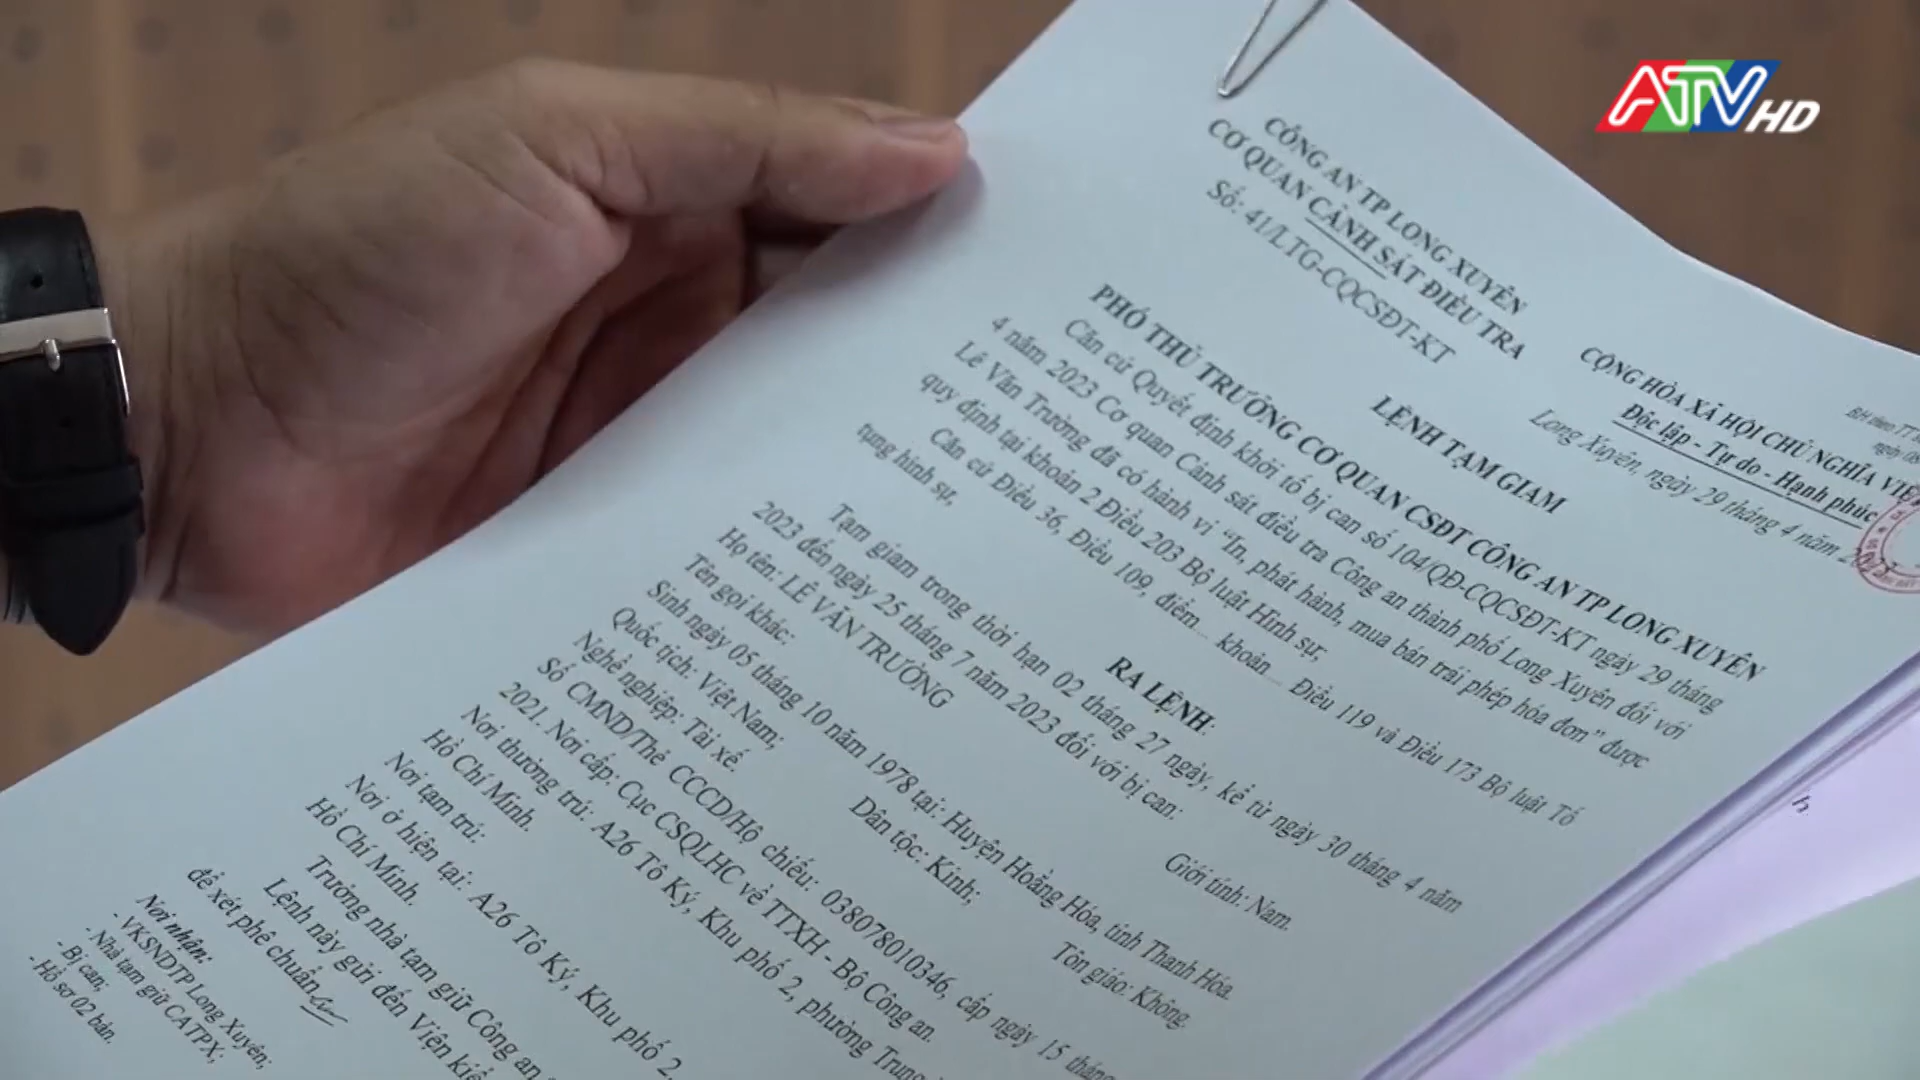 ATV HD
CÔNG AN TP LONG XUYÊN
CƠ QUAN CẢNH SÁT ĐIỀU TRA
Số: 41/LTG-CQCSĐT-KT
CỘNG HÒA XÃ HỘI CHỦ NGHĨA
Độc lập - Tự do - Hạnh phúc
BH theo TT
ngày 08
Long Xuyên, ngày 29 tháng 4 năm
LỆNH TẠM GIAM
PHÓ THỦ TRƯỞNG CƠ QUAN CSĐT CÔNG AN TP LONG XUYÊN
Căn cứ Quyết định khởi tố bị can số 104/QĐ-CQCSĐT-KT ngày 29 tháng
4 năm 2023 Cơ quan Cảnh sát điều tra Công an thành phố Long Xuyên đối với
Lê Văn Trường đã có hành vi “In, phát hành, mua bán trái phép hóa đơn” được
quy định tại khoản 2 Điều 203 Bộ luật Hình sự;
Căn cứ Điều 36, Điều 109, điểm... khoản... Điều 119 và Điều 173 Bộ luật Tố
tụng hình sự,
RA LỆNH:
Tạm giam trong thời hạn 02 tháng 27 ngày, kể từ ngày 30 tháng 4 năm
2023 đến ngày 25 tháng 7 năm 2023 đối với bị can:
Họ tên: LÊ VĂN TRƯỜNG
Giới tính: Nam.
Tên gọi khác:
Sinh ngày 05 tháng 10 năm 1978 tại: Huyện Hoằng Hóa, tỉnh Thanh Hóa.
Quốc tịch: Việt Nam;
Dân tộc: Kinh;
Tôn giáo: Không.
Nghề nghiệp: Tài xế.
Số CMND/Thẻ CCCD/Hộ chiếu: 038078010346, cấp ngày 15 tháng
2021. Nơi cấp: Cục CSQLHC về TTXH - Bộ Công an.
Nơi thường trú: A26 Tô Ký, Khu phố 2, phường Trung
Hồ Chí Minh.
Nơi tạm trú:
Nơi ở hiện tại: A26 Tô Ký, Khu phố 2,
Hồ Chí Minh.
Trưởng nhà tạm giữ Công an
Lệnh này gửi đến Viện
để xét phê chuẩn
Nơi nhận:
- VKSNDTP Long Xuyên;
- Nhà tạm giữ CATPX;
- Bị can;
- Hồ sơ 02 bản.